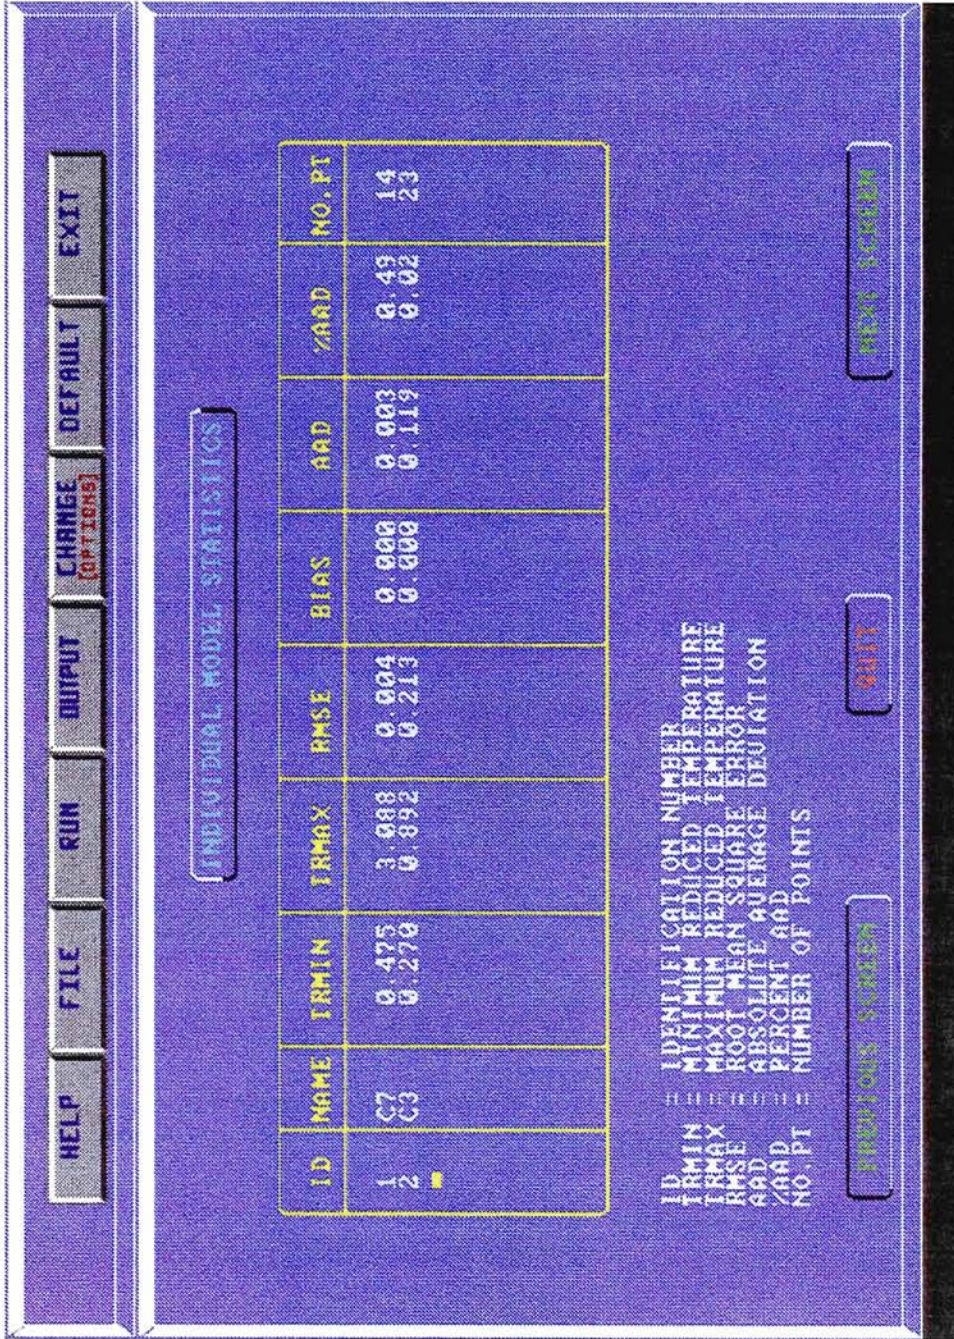 HELP FILE RUN OUTPUT CHANGE DEFAULT EXIT
[OPTIONS]
INDIVIDUAL MODEL STATISTICS
ID NAME TRMIN TRMAX RMSE BIAS AAD %AAD NO.PT
1 C7 0.475 3.088 0.004 0.000 0.003 0.49 14
2 C3 0.270 0.892 0.213 0.000 0.119 0.02 23
ID = IDENTIFICATION NUMBER
TRMIN = MINIMUM REDUCED TEMPERATURE
TRMAX = MAXIMUM REDUCED TEMPERATURE
RMSE = ROOT MEAN SQUARE ERROR
AAD = ABSOLUTE AVERAGE DEVIATION
%AAD = PERCENT AAD
NO.PT = NUMBER OF POINTS
PREVIOUS SCREEN QUIT NEXT SCREEN